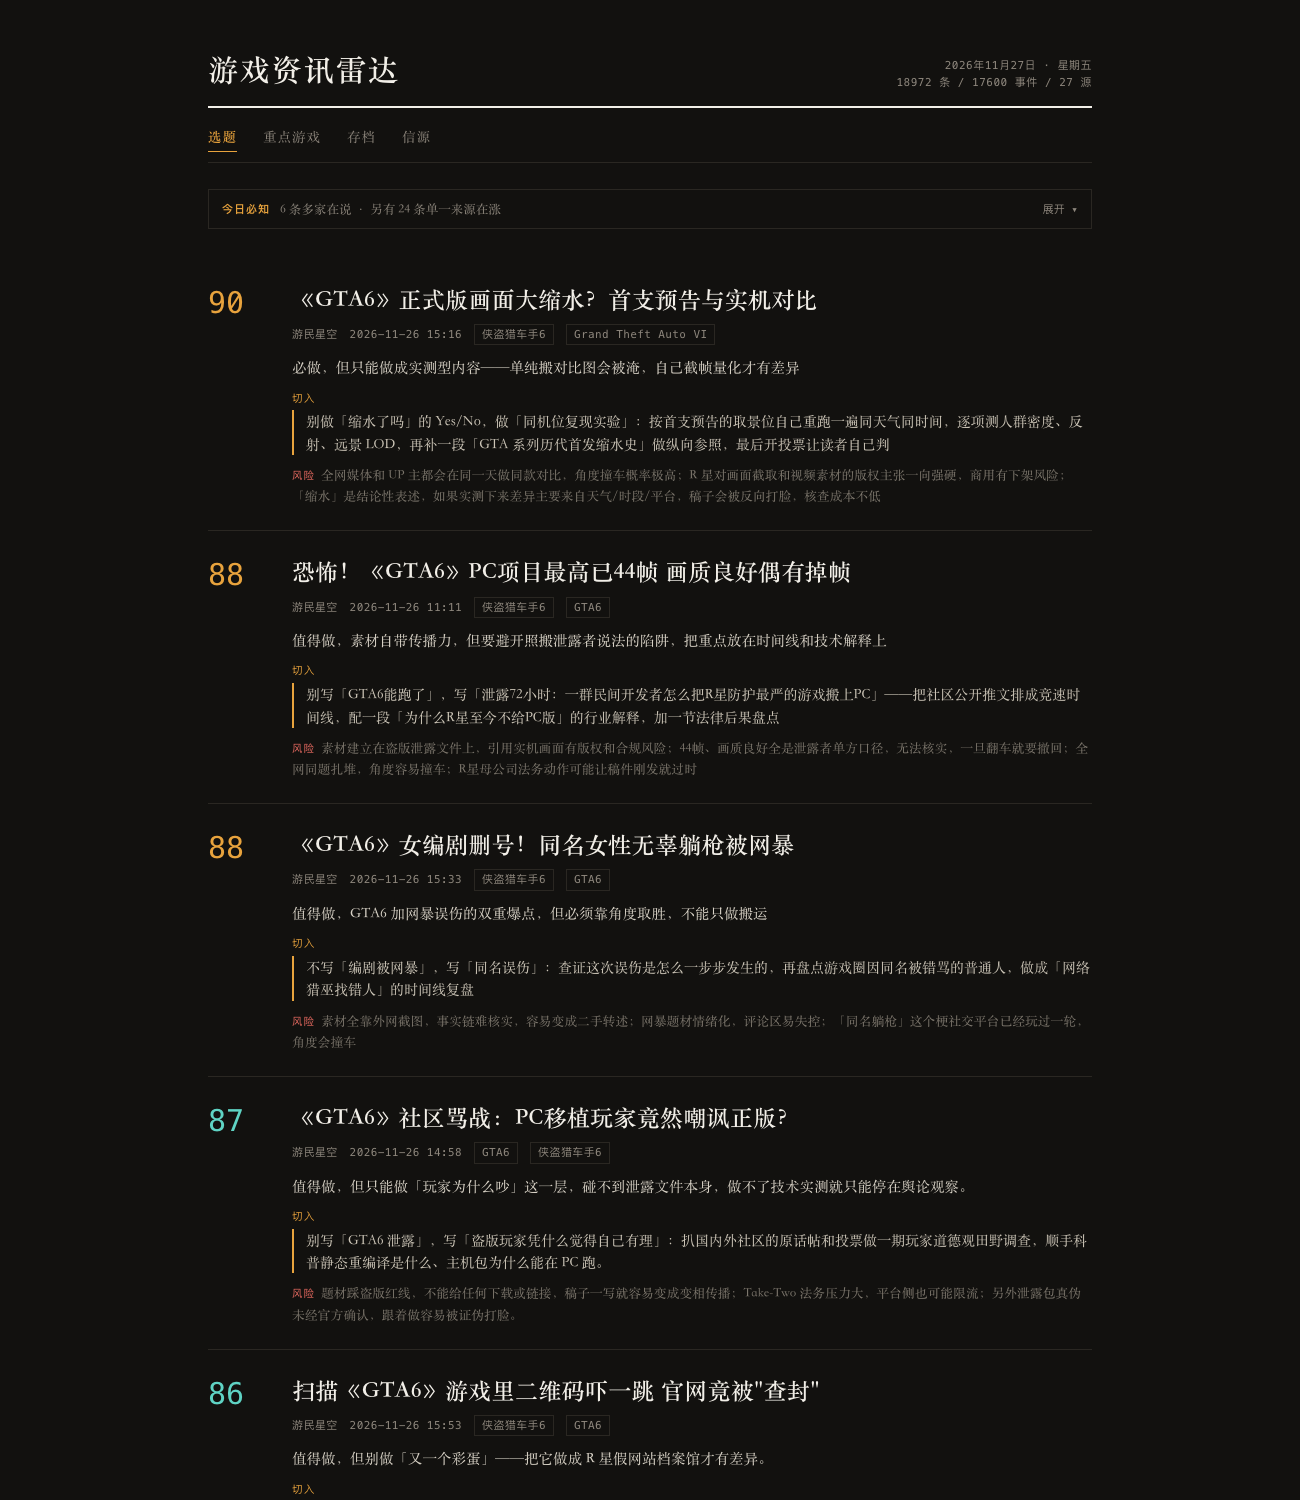 游戏资讯雷达
2026年11月27日 · 星期五
18972 条 / 17600 事件 / 27 源
选题 重点游戏 存档 信源
今日必知 6 条多家在说 · 另有 24 条单一来源在涨 展开 ▾
90
《GTA6》正式版画面大缩水？首支预告与实机对比
游民星空 2026-11-26 15:16 侠盗猎车手6 Grand Theft Auto VI
必做，但只能做成实测型内容——单纯搬对比图会被淹，自己截帧量化才有差异
切入
别做「缩水了吗」的 Yes/No，做「同机位复现实验」：按首支预告的取景位自己重跑一遍同天气同时间，逐项测人群密度、反
射、远景 LOD，再补一段「GTA 系列历代首发缩水史」做纵向参照，最后开投票让读者自己判
风险 全网媒体和 UP 主都会在同一天做同款对比，角度撞车概率极高；R 星对画面截取和视频素材的版权主张一向强硬，商用有下架风险；
「缩水」是结论性表述，如果实测下来差异主要来自天气/时段/平台，稿子会被反向打脸，核查成本不低
88
恐怖！《GTA6》PC项目最高已44帧 画质良好偶有掉帧
游民星空 2026-11-26 11:11 侠盗猎车手6 GTA6
值得做，素材自带传播力，但要避开照搬泄露者说法的陷阱，把重点放在时间线和技术解释上
切入
别写「GTA6能跑了」，写「泄露72小时：一群民间开发者怎么把R星防护最严的游戏搬上PC」——把社区公开推文排成竞速时
间线，配一段「为什么R星至今不给PC版」的行业解释，加一节法律后果盘点
风险 素材建立在盗版泄露文件上，引用实机画面有版权和合规风险；44帧、画质良好全是泄露者单方口径，无法核实，一旦翻车就要撤回；全
网同题扎堆，角度容易撞车；R星母公司法务动作可能让稿件刚发就过时
88
《GTA6》女编剧删号！同名女性无辜躺枪被网暴
游民星空 2026-11-26 15:33 侠盗猎车手6 GTA6
值得做，GTA6 加网暴误伤的双重爆点，但必须靠角度取胜，不能只做搬运
切入
不写「编剧被网暴」，写「同名误伤」：查证这次误伤是怎么一步步发生的，再盘点游戏圈因同名被错骂的普通人，做成「网络
猎巫找错人」的时间线复盘
风险 素材全靠外网截图，事实链难核实，容易变成二手转述；网暴题材情绪化，评论区易失控；「同名躺枪」这个梗社交平台已经玩过一轮，
角度会撞车
87
《GTA6》社区骂战：PC移植玩家竟然嘲讽正版？
游民星空 2026-11-26 14:58 GTA6 侠盗猎车手6
值得做，但只能做「玩家为什么吵」这一层，碰不到泄露文件本身，做不了技术实测就只能停在舆论观察。
切入
别写「GTA6 泄露」，写「盗版玩家凭什么觉得自己有理」：扒国内外社区的原话帖和投票做一期玩家道德观田野调查，顺手科
普静态重编译是什么、主机包为什么能在 PC 跑。
风险 题材踩盗版红线，不能给任何下载或链接，稿子一写就容易变成变相传播；Take-Two 法务压力大，平台侧也可能限流；另外泄露包真伪
未经官方确认，跟着做容易被证伪打脸。
86
扫描《GTA6》游戏里二维码吓一跳 官网竟被"查封"
游民星空 2026-11-26 15:53 侠盗猎车手6 GTA6
值得做，但别做「又一个彩蛋」——把它做成 R 星假网站档案馆才有差异。
切入